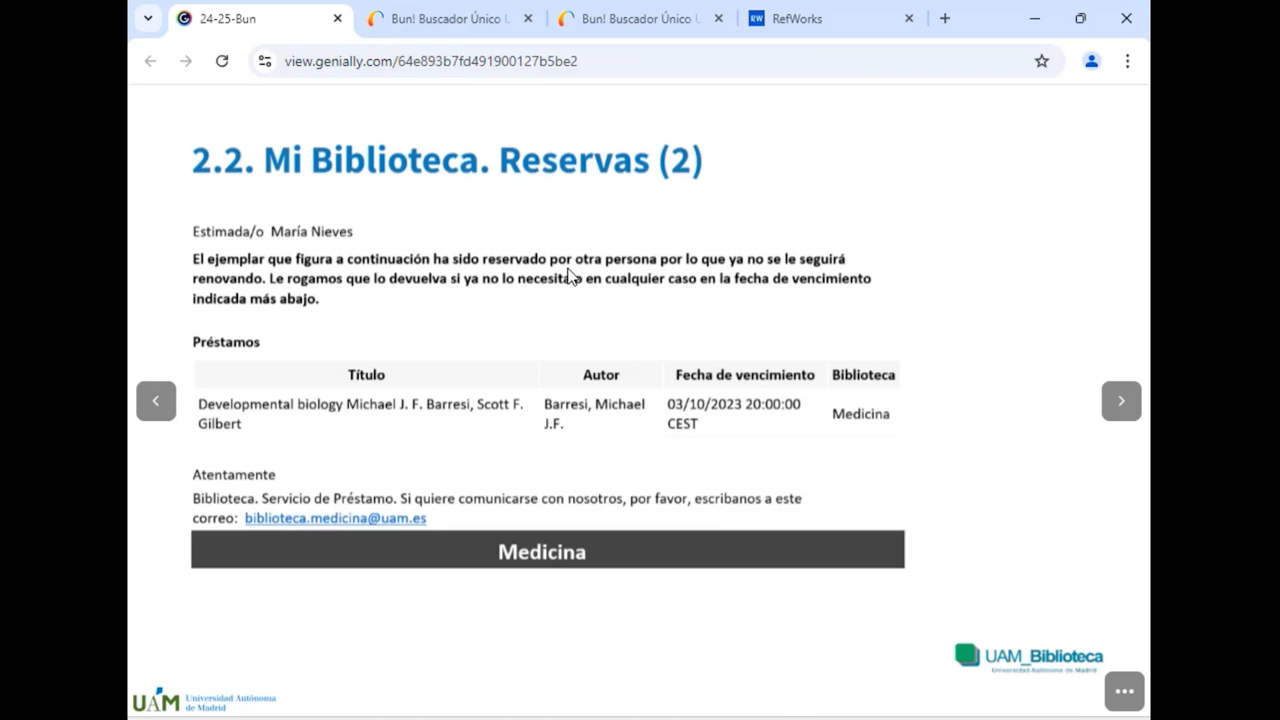 24-25-Bun
Bun! Buscador Único
Bun! Buscador Único
RW RefWorks
view.genially.com/64e893b7fd491900127b5be2
2.2. Mi Biblioteca. Reservas (2)
Estimada/o María Nieves
El ejemplar que figura a continuación ha sido reservado por otra persona por lo que ya no se le seguirá
renovando. Le rogamos que lo devuelva si ya no lo necesita o en cualquier caso en la fecha de vencimiento
indicada más abajo.
Préstamos
Título Autor Fecha de vencimiento Biblioteca
Developmental biology Michael J. F. Barresi, Scott F. Barresi, Michael 03/10/2023 20:00:00 Medicina
Gilbert J.F. CEST
Atentamente
Biblioteca. Servicio de Préstamo. Si quiere comunicarse con nosotros, por favor, escribanos a este
correo: biblioteca.medicina@uam.es
Medicina
UAM_Biblioteca
Universidad Autónoma de Madrid
UAM Universidad Autónoma
de Madrid